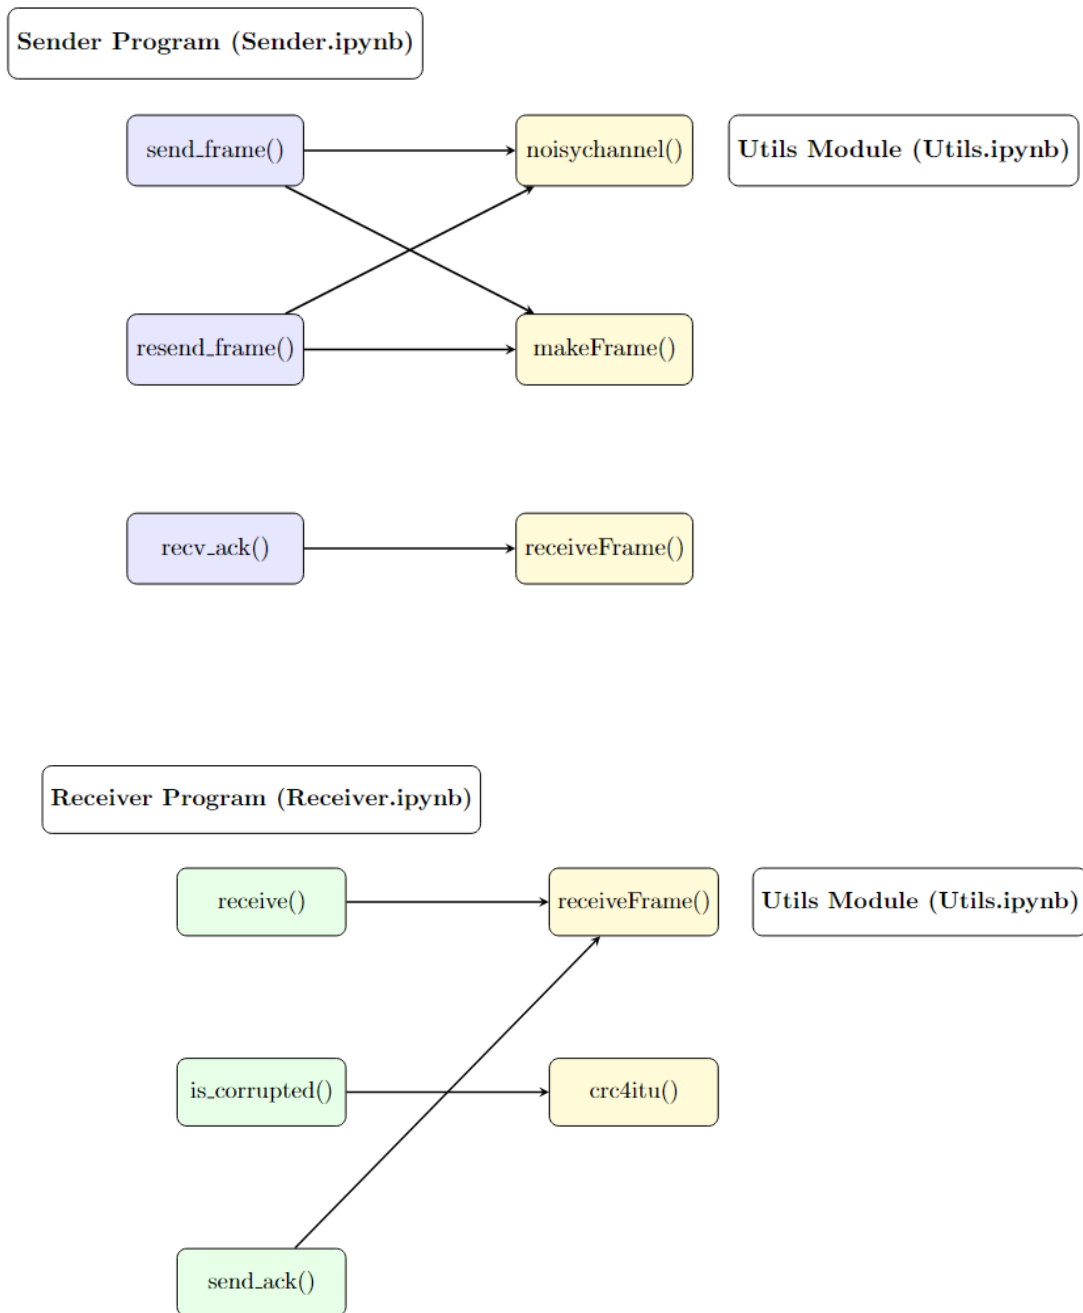 Sender Program (Sender.ipynb)
send_frame()
noisychannel()
Utils Module (Utils.ipynb)
resend_frame()
makeFrame()
recv_ack()
receiveFrame()
Receiver Program (Receiver.ipynb)
receive()
receiveFrame()
Utils Module (Utils.ipynb)
is_corrupted()
crc4itu()
send_ack()